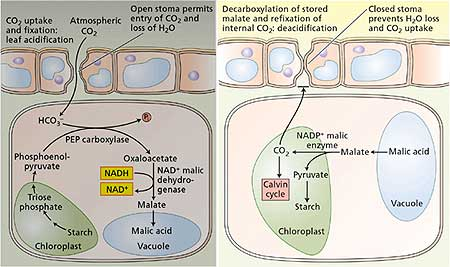 CO2 uptake
and fixation:
leaf acidification
Atmospheric
CO2
Open stoma permits
entry of CO2 and
loss of H2O
HCO3−
Pi
PEP carboxylase
Phosphoenol-
pyruvate
Oxaloacetate
NADH
NAD+
NAD+ malic
dehydro-
genase
Triose
phosphate
Malate
Starch
Malic acid
Chloroplast
Vacuole
Decarboxylation of stored
malate and refixation of
internal CO2: deacidification
Closed stoma
prevents H2O loss
and CO2 uptake
NADP+ malic
enzyme
CO2
Malate
Malic acid
Pyruvate
Calvin
cycle
Starch
Vacuole
Chloroplast